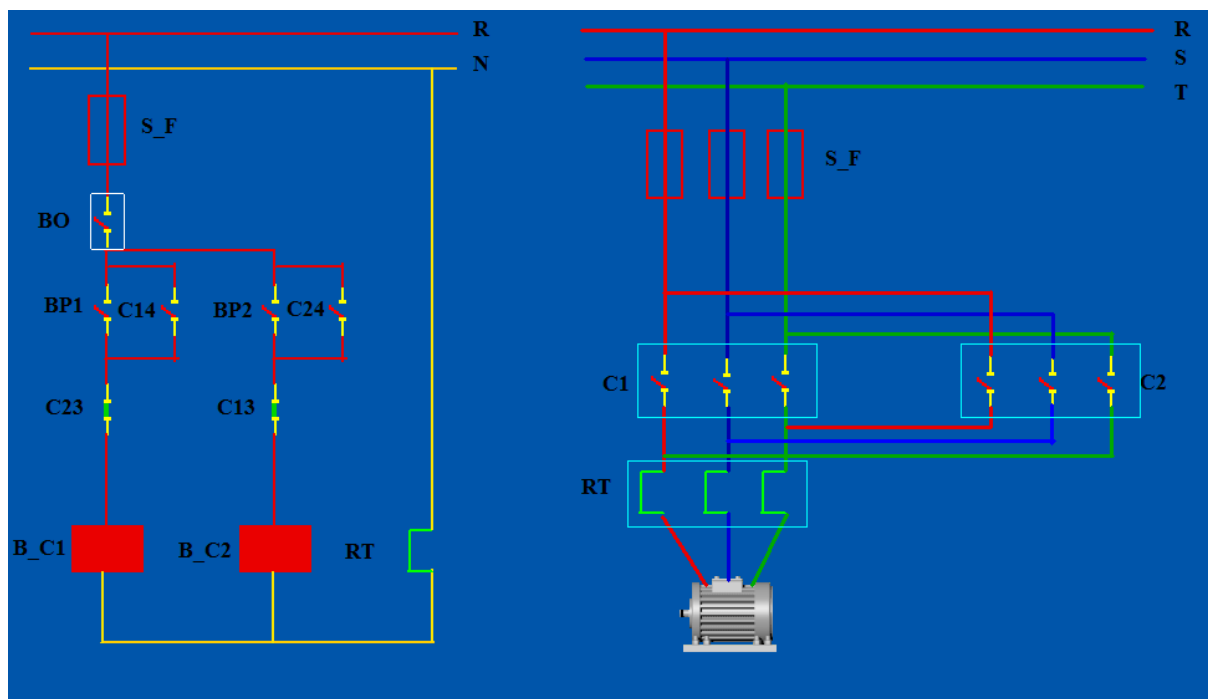 R
N
S_F
BO
BP1
C14
BP2
C24
C23
C13
B_C1
B_C2
RT
R
S
T
S_F
C1
C2
RT